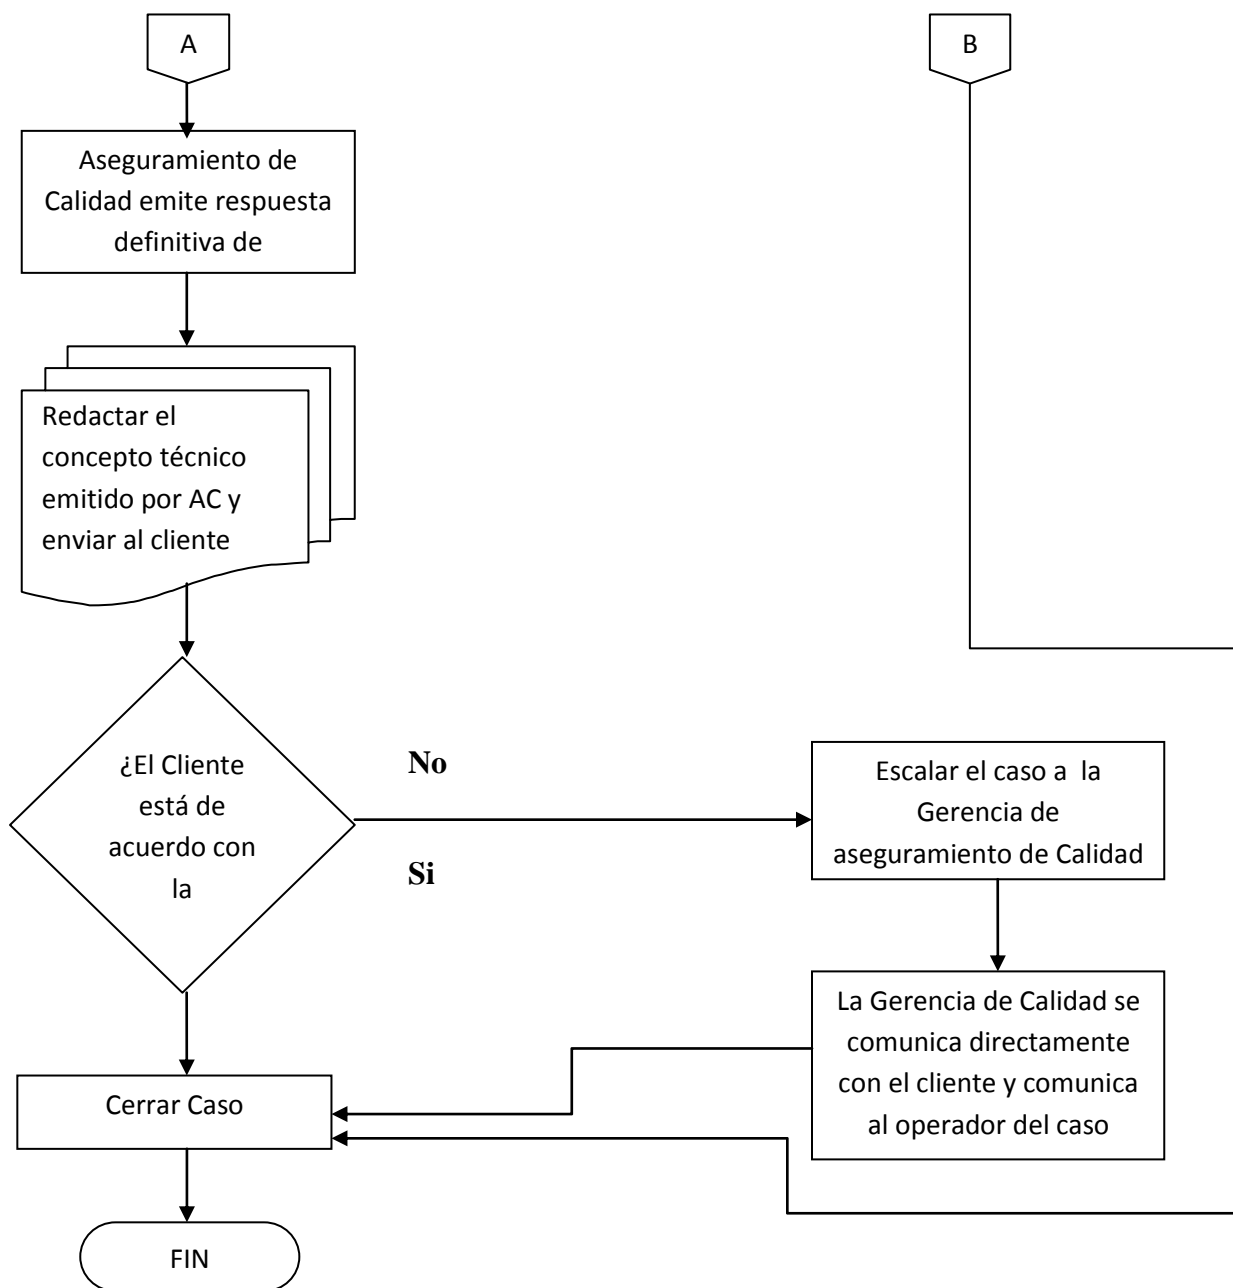 A
B
Aseguramiento de
Calidad emite respuesta
definitiva de
Redactar el
concepto técnico
emitido por AC y
enviar al cliente
¿El Cliente
está de
acuerdo con
la
No
Si
Escalar el caso a  la
Gerencia de
aseguramiento de Calidad
La Gerencia de Calidad se
comunica directamente
con el cliente y comunica
al operador del caso
Cerrar Caso
FIN